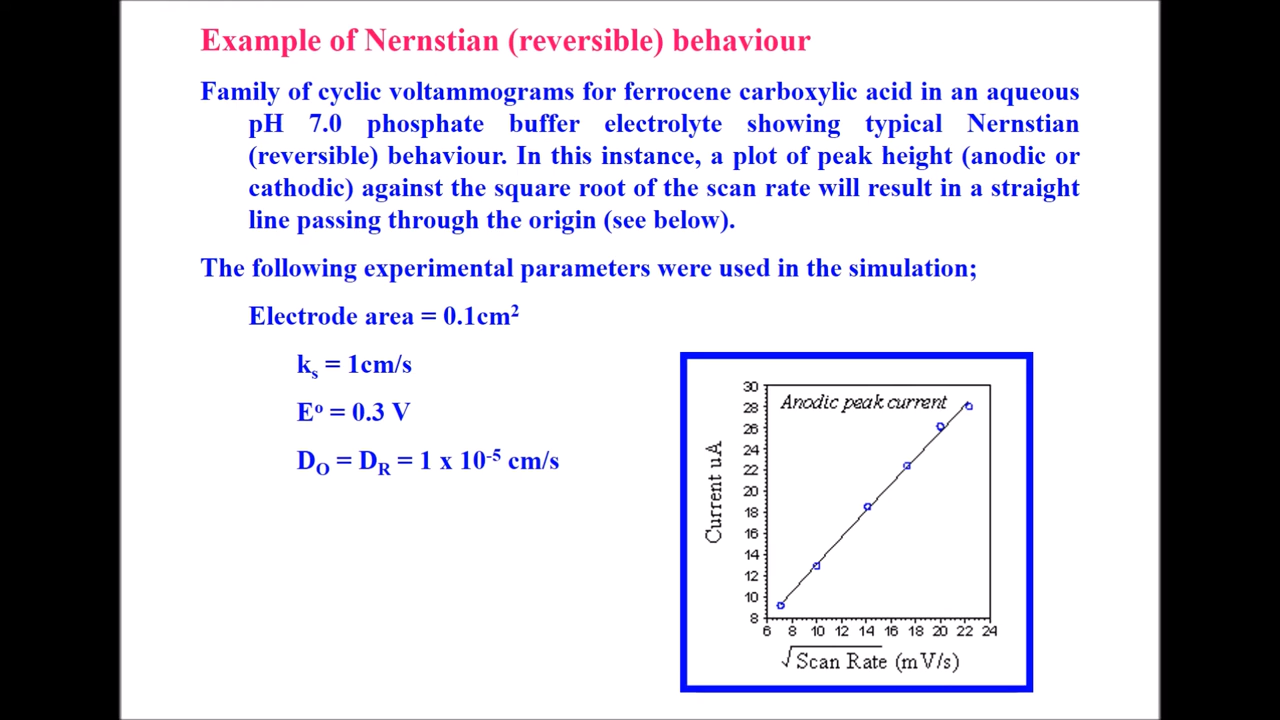 Example of Nernstian (reversible) behaviour
Family of cyclic voltammograms for ferrocene carboxylic acid in an aqueous
pH 7.0 phosphate buffer electrolyte showing typical Nernstian
(reversible) behaviour. In this instance, a plot of peak height (anodic or
cathodic) against the square root of the scan rate will result in a straight
line passing through the origin (see below).
The following experimental parameters were used in the simulation;
Electrode area = 0.1cm²
kₛ = 1cm/s
Eº = 0.3 V
D_O = D_R = 1 x 10⁻⁵ cm/s
Anodic peak current
Current uA
30
28
26
24
22
20
18
16
14
12
10
8
6 8 10 12 14 16 18 20 22 24
√Scan Rate (mV/s)